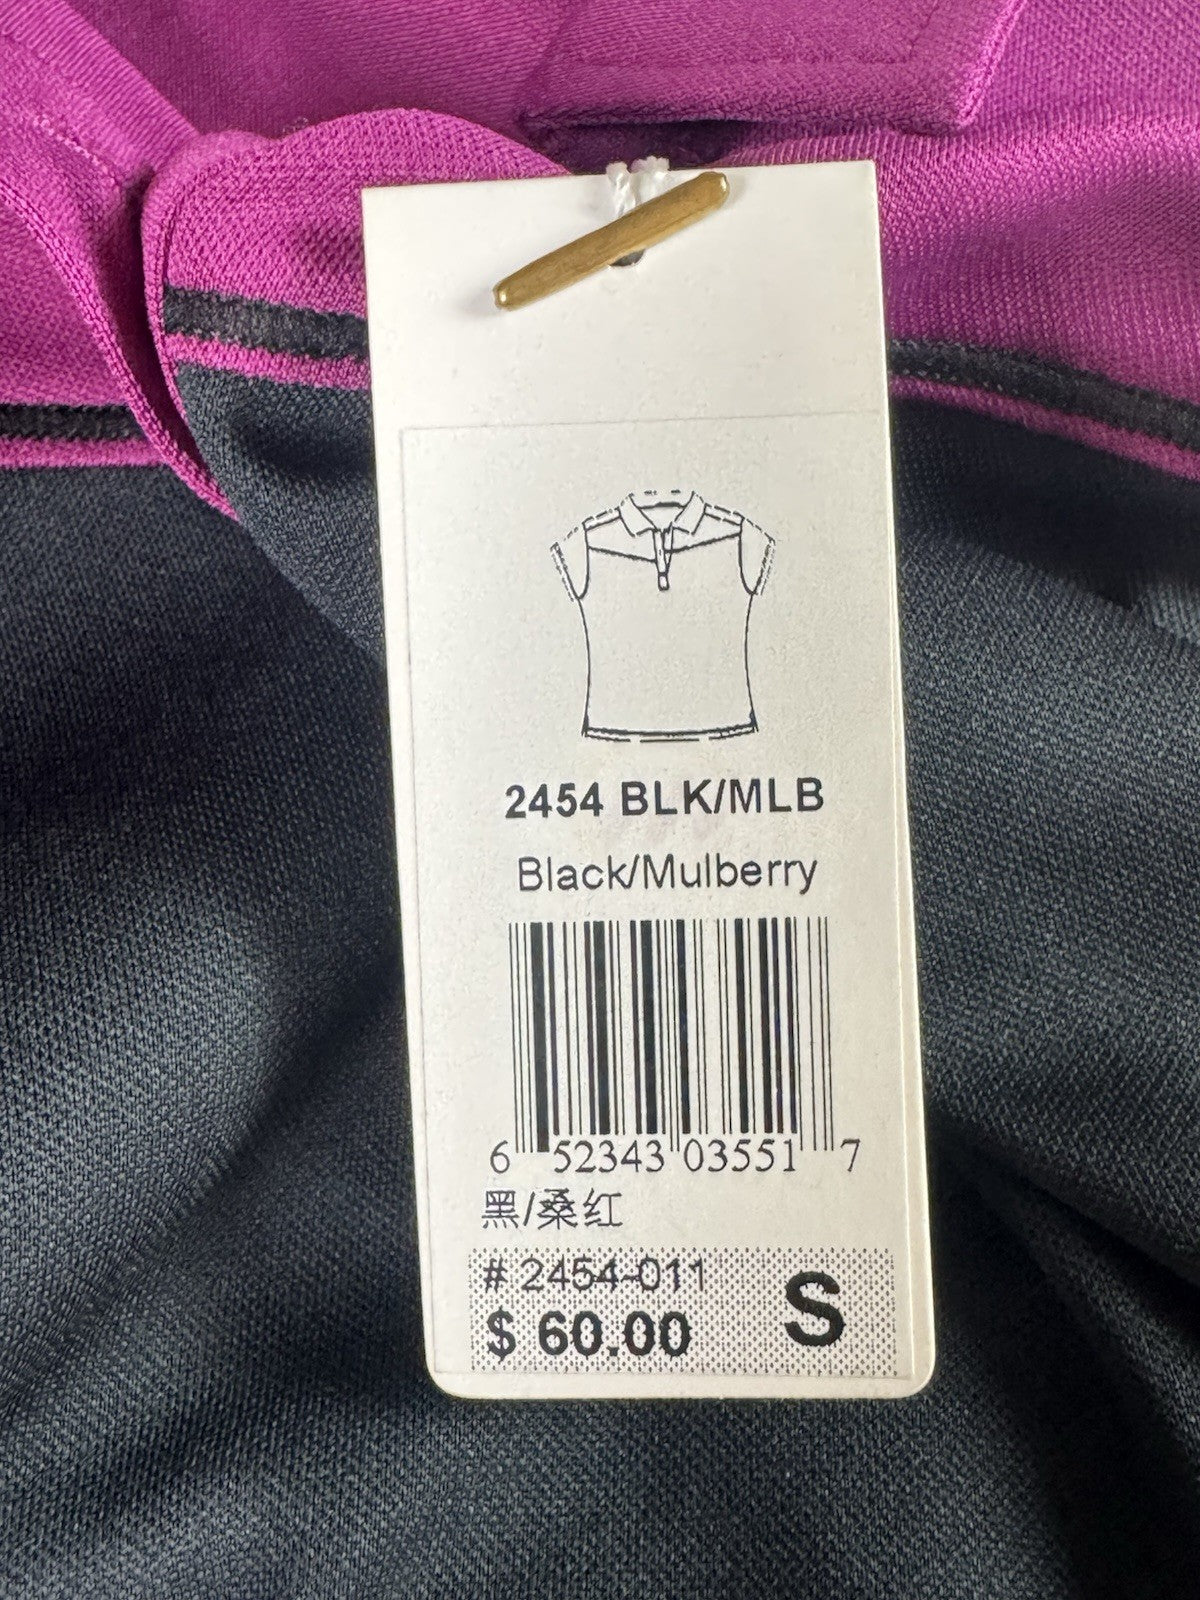 2454 BLK/MLB
Black/Mulberry
6 52343 03551 7
黑/桑红
# 2454-011
$ 60.00 S